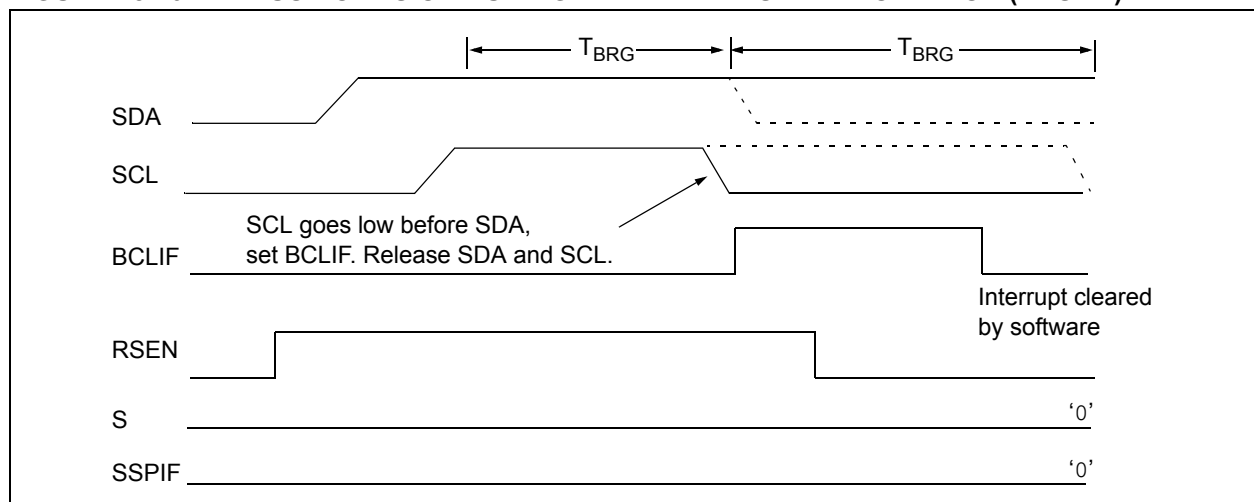 TBRG TBRG
SDA
SCL
SCL goes low before SDA,
set BCLIF. Release SDA and SCL.
BCLIF
Interrupt cleared
by software
RSEN
S ‘0’
SSPIF ‘0’